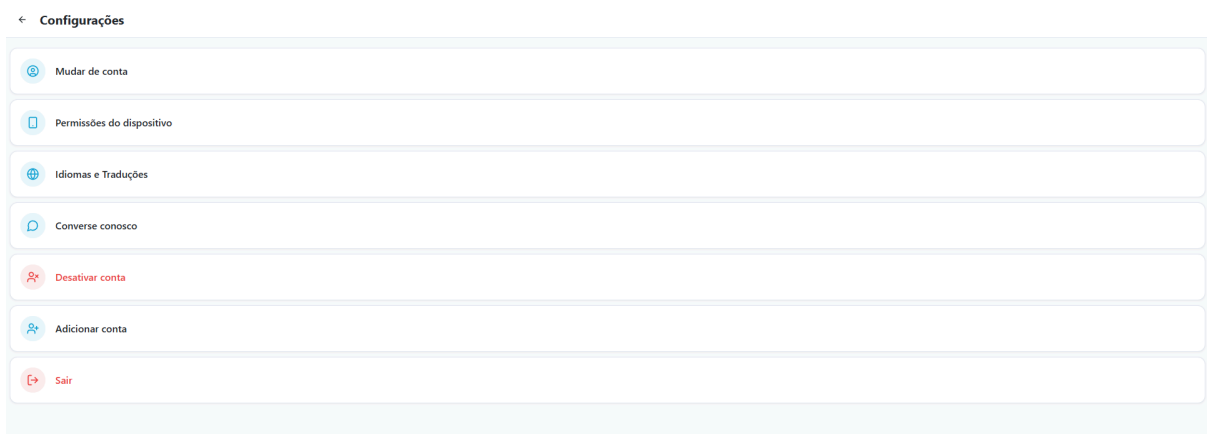 Configurações
Mudar de conta
Permissões do dispositivo
Idiomas e Traduções
Converse conosco
Desativar conta
Adicionar conta
Sair